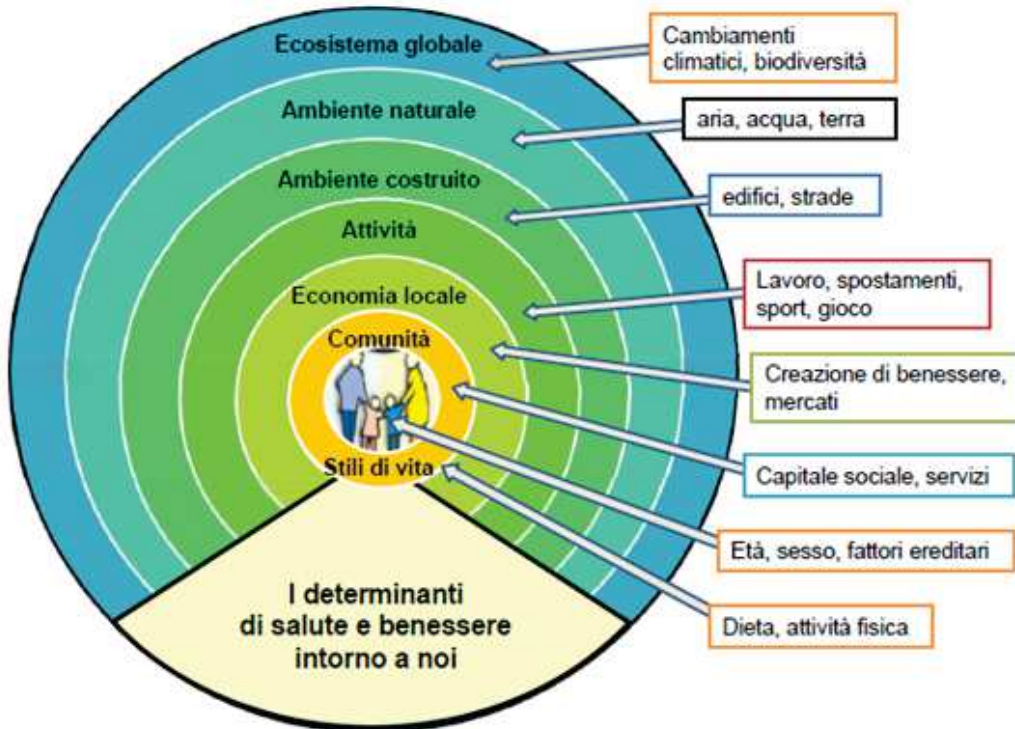 Ecosistema globale
Ambiente naturale
Ambiente costruito
Attività
Economia locale
Comunità
Stili di vita
I determinanti
di salute e benessere
intorno a noi
Cambiamenti
climatici, biodiversità
aria, acqua, terra
edifici, strade
Lavoro, spostamenti,
sport, gioco
Creazione di benessere,
mercati
Capitale sociale, servizi
Età, sesso, fattori ereditari
Dieta, attività fisica